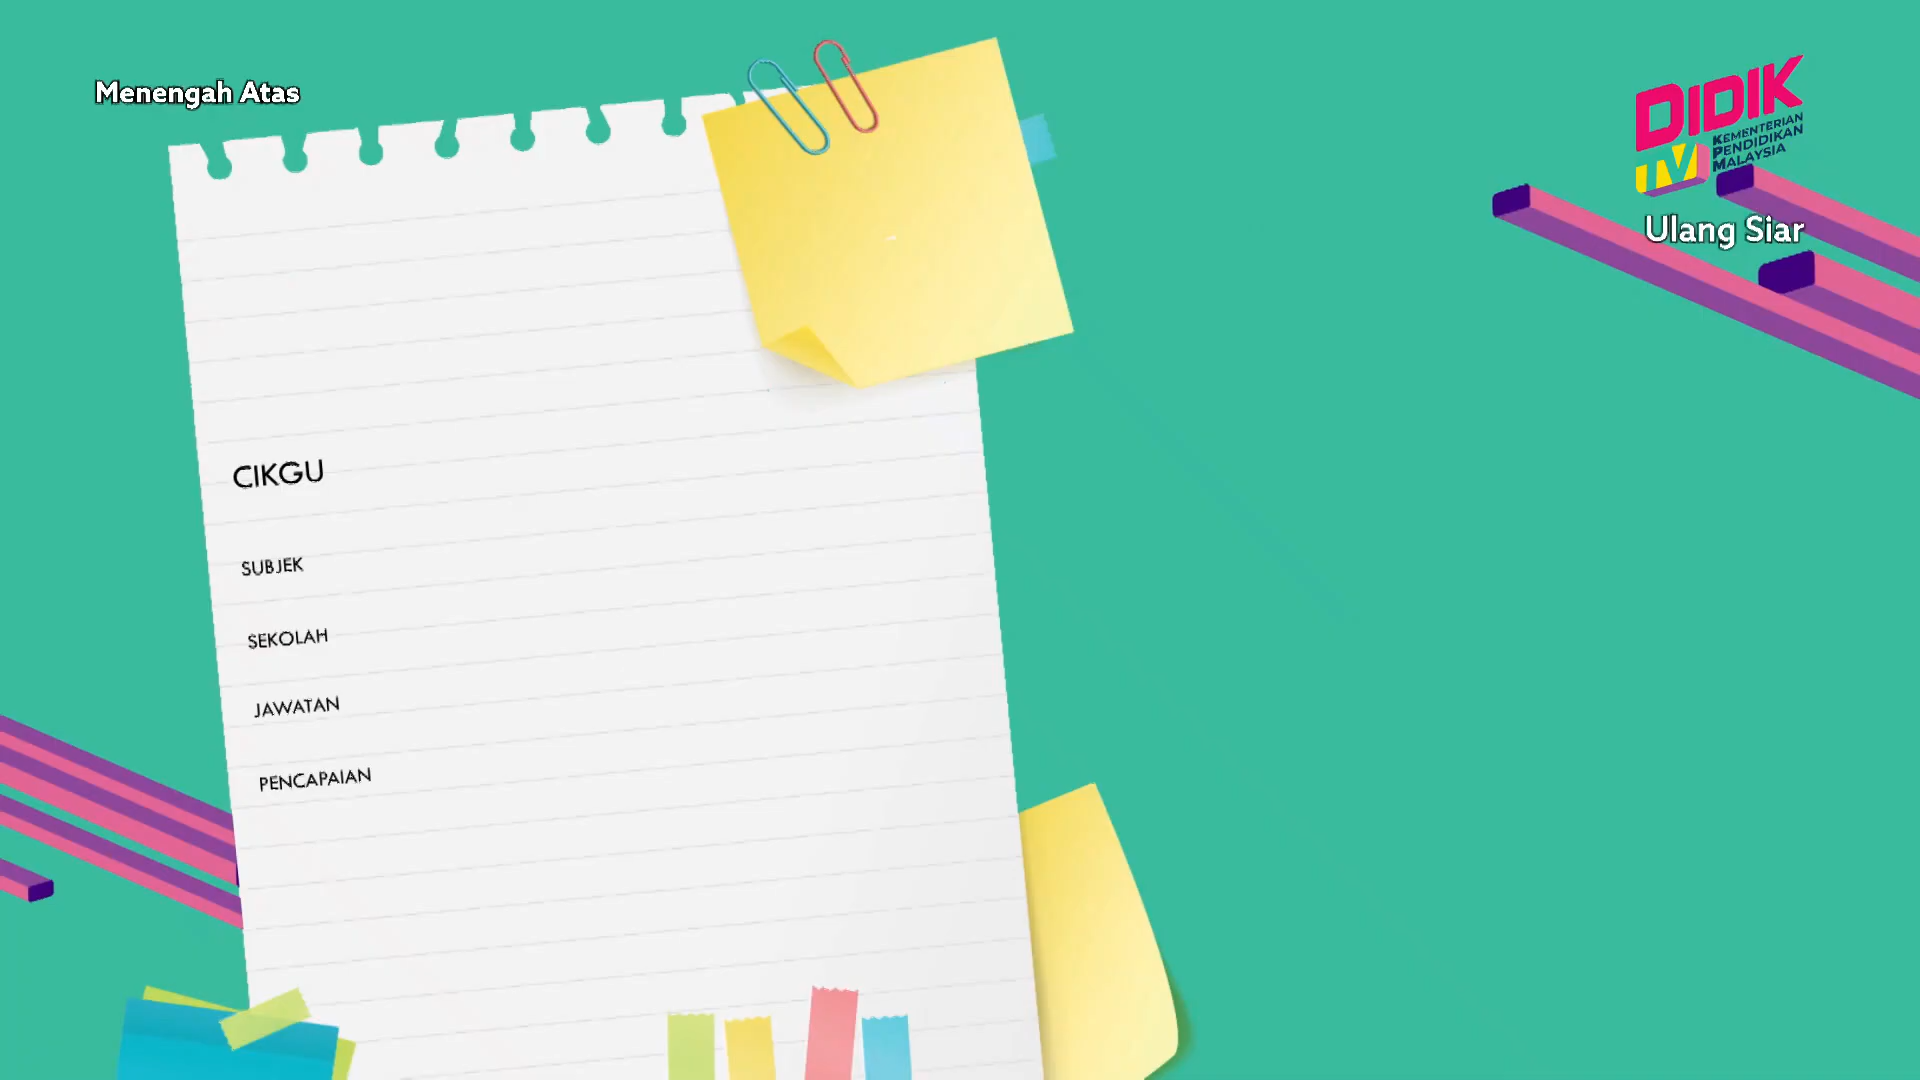 Menengah Atas
DIDIK
TV
KEMENTERIAN
PENDIDIKAN
MALAYSIA
Ulang Siar
CIKGU
SUBJEK
SEKOLAH
JAWATAN
PENCAPAIAN